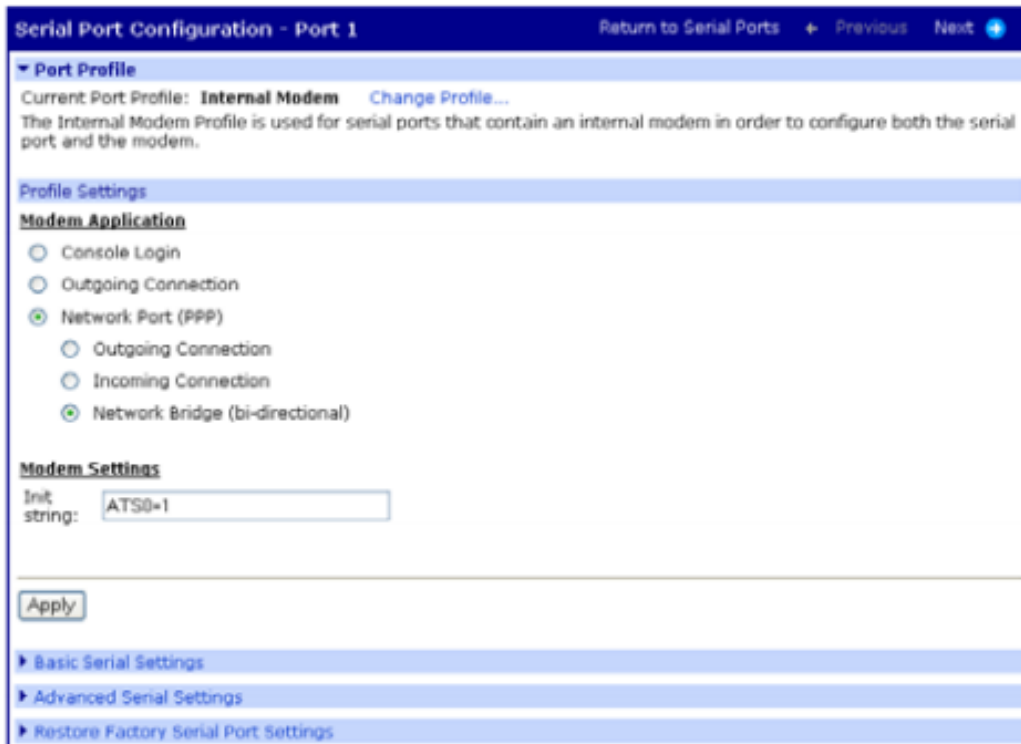 Serial Port Configuration - Port 1 Return to Serial Ports Previous Next
Port Profile
Current Port Profile: Internal Modem Change Profile...
The Internal Modem Profile is used for serial ports that contain an internal modem in order to configure both the serial
port and the modem.
Profile Settings
Modem Application
Console Login
Outgoing Connection
Network Port (PPP)
Outgoing Connection
Incoming Connection
Network Bridge (bi-directional)
Modem Settings
Init
string: ATS0=1
Apply
Basic Serial Settings
Advanced Serial Settings
Restore Factory Serial Port Settings